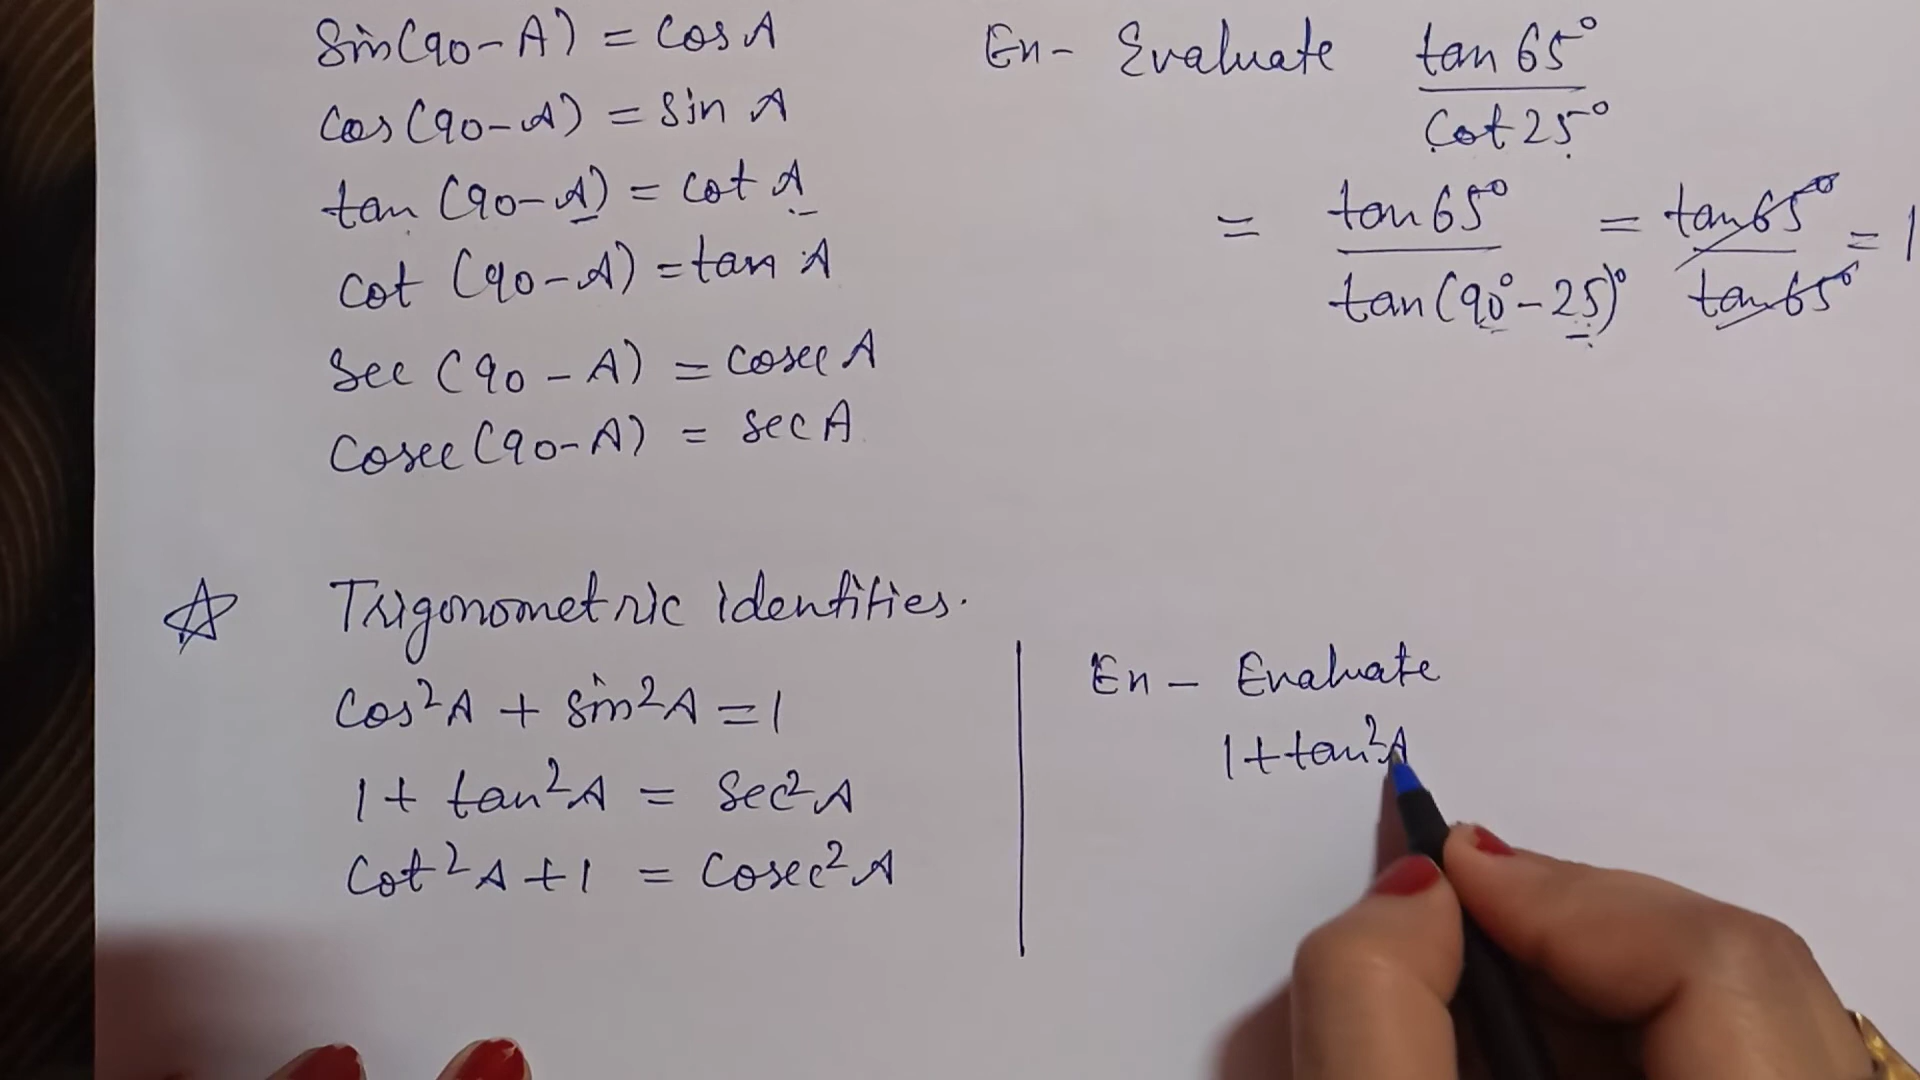 Sin(90-A) = cos A
Cos(90-A) = sin A
tan (90-A) = cot A
cot (90-A) = tan A
Sec (90-A) = cosec A
Cosec (90-A) = sec A
Ex- Evaluate tan 65° / Cot 25°
= tan 65° / tan(90°-25)° = tan 65° / tan 65° = 1
☆ Trigonometric identities.
Cos²A + sin²A = 1
1 + tan²A = sec²A
Cot²A + 1 = Cosec²A
Ex - Evaluate
1 + tan²A